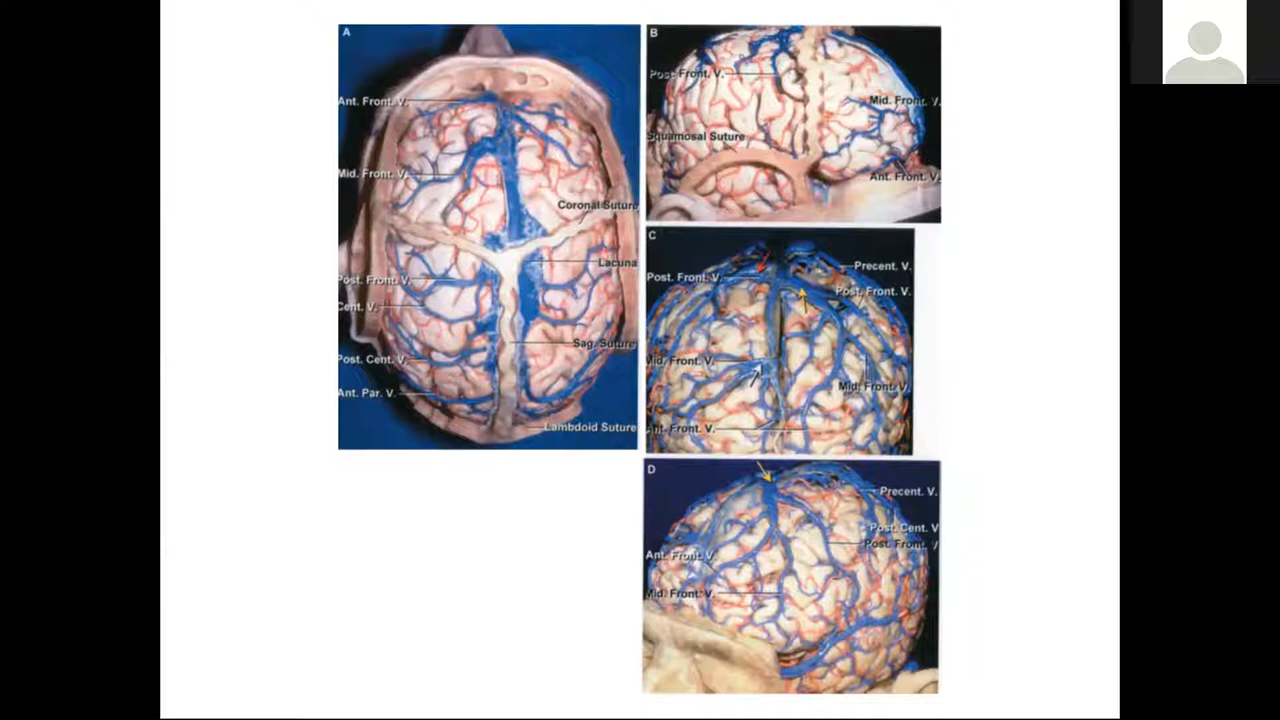 A
Ant. Front. V.
Mid. Front. V.
Coronal Suture
Lacuna
Post. Front. V.
Cent. V.
Sag. Suture
Post. Cent. V.
Ant. Par. V.
Lambdoid Suture
B
Post. Front. V.
Mid. Front. V.
Squamosal Suture
Ant. Front. V.
C
Precent. V.
Post. Front. V.
Post. Front. V.
Mid. Front. V.
Mid. Front. V.
Ant. Front. V.
D
Precent. V.
Post. Cent. V
Post. Front. V
Ant. Front. V.
Mid. Front. V.